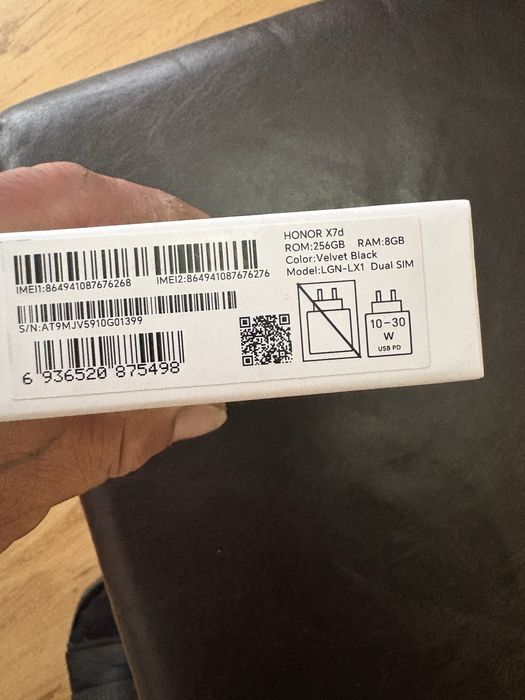 HONOR X7d
ROM:256GB RAM:8GB
Color:Velvet Black
Model:LGN-LX1 Dual SIM
IMEI1:864941087676268 IMEI2:864941087676276
S/N:AT9MJV5910G01399
6 936520 875498
10-30
W
USB PD